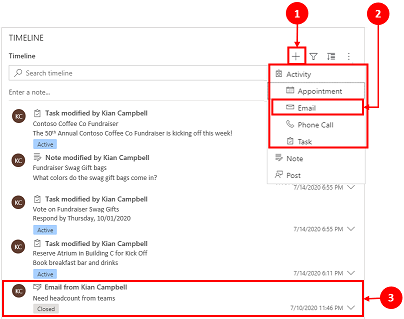 1
2
TIMELINE
Timeline
Search timeline
Enter a note...
Activity
Appointment
Email
Phone Call
Task
Note
Post
KC
Task modified by Kian Campbell
Contoso Coffee Co Fundraiser
The 50th Annual Contoso Coffee Co Fundraiser is kicking off this week!
Active
KC
Note modified by Kian Campbell
Fundraiser Swag Gift bags
What colors do the swag gift bags come in?
7/14/2020 6:55 PM
KC
Task modified by Kian Campbell
Vote on Fundraiser Swag Gifts
Respond by Thursday, 10/01/2020
Active
7/14/2020 6:55 PM
KC
Task modified by Kian Campbell
Reserve Atrium in Building C for Kick Off
Book breakfast bar and drinks
Active
7/14/2020 6:11 PM
KC
Email from Kian Campbell
Need headcount from teams
Closed
7/10/2020 11:46 PM
3